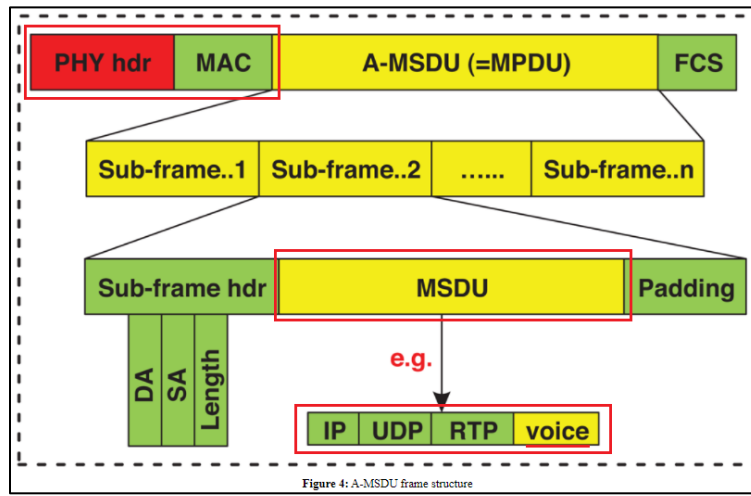 PHY hdr MAC A-MSDU (=MPDU) FCS
Sub-frame..1 Sub-frame..2 ...... Sub-frame..n
Sub-frame hdr MSDU Padding
DA SA Length
e.g.
IP UDP RTP voice
Figure 4: A-MSDU frame structure